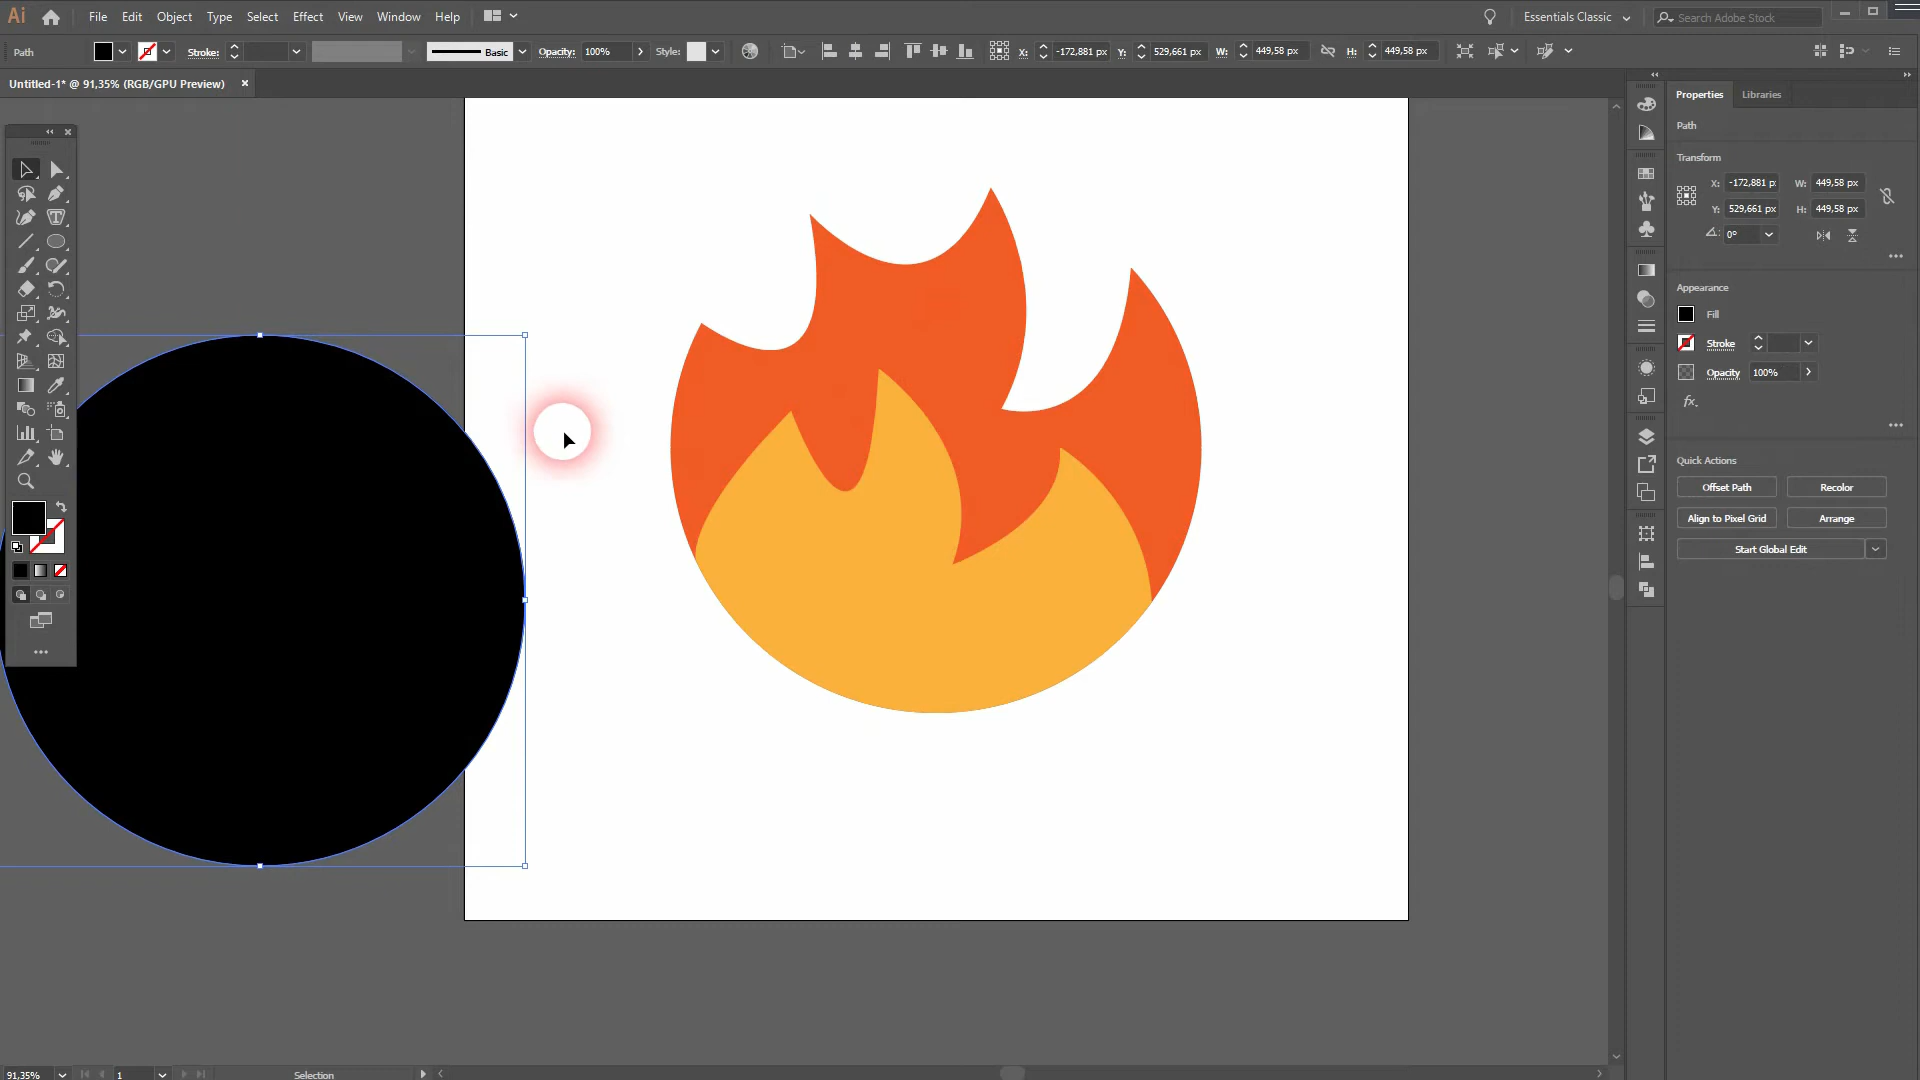 Ai File Edit Object Type Select Effect View Window Help Essentials Classic Search Adobe Stock
Path Stroke: Basic Opacity: 100% Style: X: -172,881 px Y: 529,661 px W: 449,58 px H: 449,58 px
Untitled-1* @ 91,35% (RGB/GPU Preview) ×
Properties Libraries
Path
Transform
X: -172,881 p W: 449,58 px
Y: 529,661 px H: 449,58 px
0°
Appearance
Fill
Stroke
Opacity 100%
fx.
Quick Actions
Offset Path Recolor
Align to Pixel Grid Arrange
Start Global Edit
91,35% 1 Selection